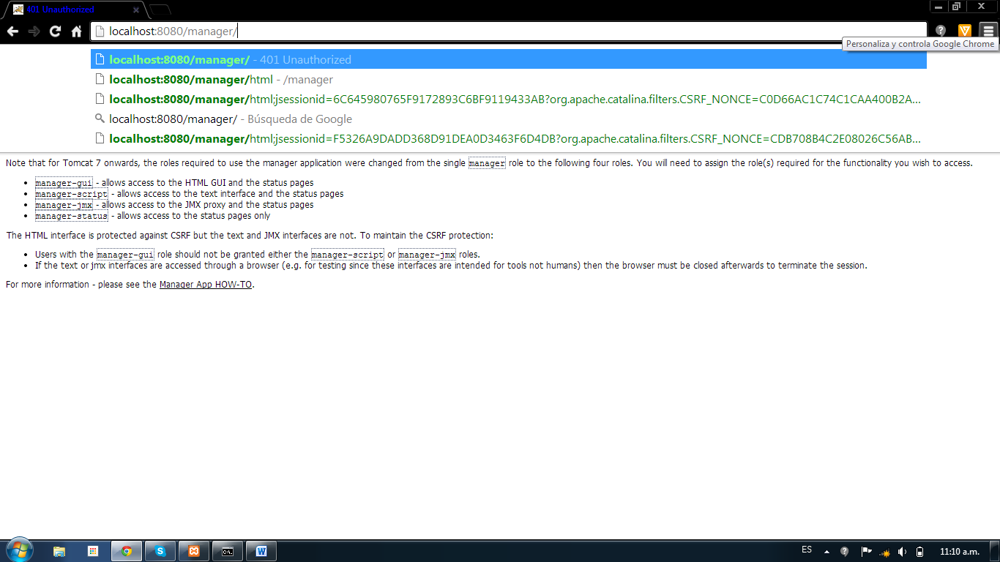 401 Unauthorized
localhost:8080/manager/
Personaliza y controla Google Chrome
localhost:8080/manager/ - 401 Unauthorized
localhost:8080/manager/html - /manager
localhost:8080/manager/html;jsessionid=6C645980765F9172893C6BF9119433AB?org.apache.catalina.filters.CSRF_NONCE=C0D66AC1C74C1CAA400B2A...
localhost:8080/manager/ - Búsqueda de Google
localhost:8080/manager/html;jsessionid=F5326A9DADD368D91DEA0D3463F6D4DB?org.apache.catalina.filters.CSRF_NONCE=CDB708B4C2E08026C56AB...
Note that for Tomcat 7 onwards, the roles required to use the manager application were changed from the single manager role to the following four roles. You will need to assign the role(s) required for the functionality you wish to access.
• manager-gui - allows access to the HTML GUI and the status pages
• manager-script - allows access to the text interface and the status pages
• manager-jmx - allows access to the JMX proxy and the status pages
• manager-status - allows access to the status pages only
The HTML interface is protected against CSRF but the text and JMX interfaces are not. To maintain the CSRF protection:
• Users with the manager-gui role should not be granted either the manager-script or manager-jmx roles.
• If the text or jmx interfaces are accessed through a browser (e.g. for testing since these interfaces are intended for tools not humans) then the browser must be closed afterwards to terminate the session.
For more information - please see the Manager App HOW-TO.
ES
11:10 a.m.